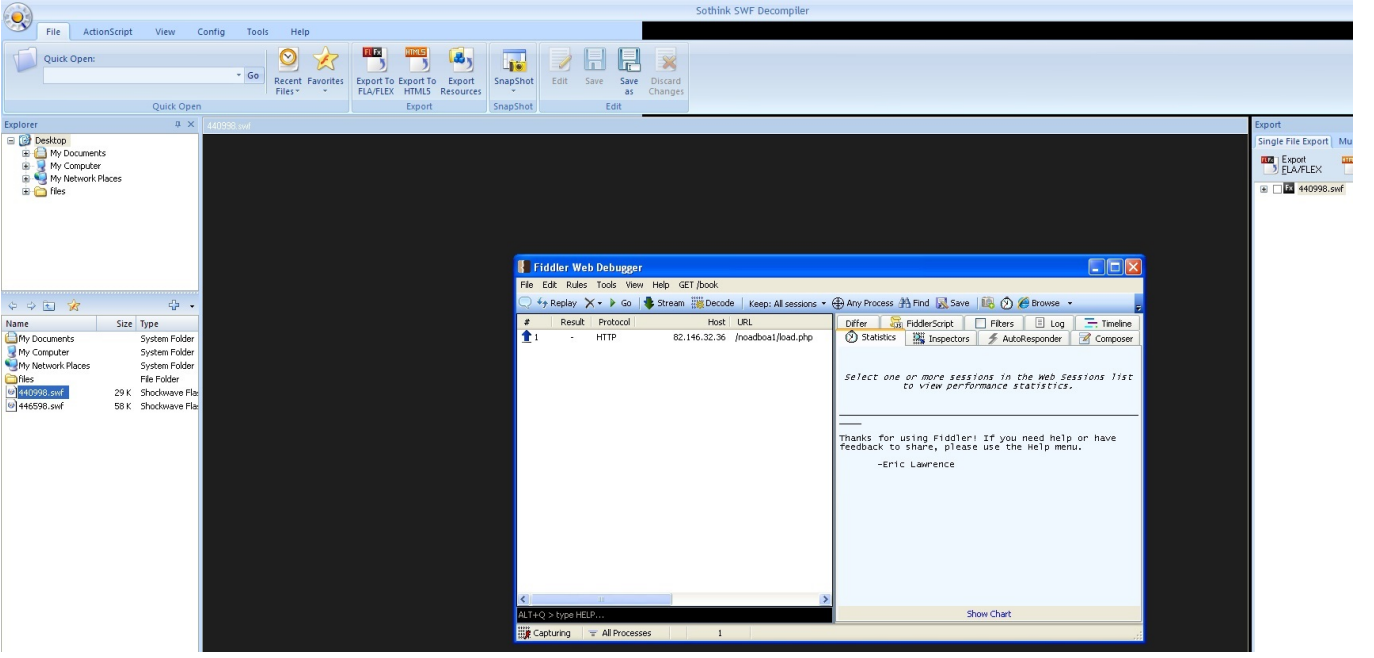 Sothink SWF Decompiler
File ActionScript View Config Tools Help
Quick Open:
Go
Recent Files
Favorites
Export To FLA/FLEX
Export To HTML5
Export Resources
SnapShot
Edit
Save
Save as
Discard Changes
Quick Open
Export
SnapShot
Edit
Explorer
Desktop
My Documents
My Computer
My Network Places
files
440998.swf
Name Size Type
My Documents System Folder
My Computer System Folder
My Network Places System Folder
files File Folder
440998.swf 29 K Shockwave Flas
446598.swf 58 K Shockwave Flas
Fiddler Web Debugger
File Edit Rules Tools View Help GET /book
Replay Go Stream Decode Keep: All sessions Any Process Find Save Browse
# Result Protocol Host URL
1 - HTTP 82.146.32.36 /noadboa1/load.php
ALT+Q > type HELP...
Capturing All Processes 1
Differ FiddlerScript Filters Log Timeline
Statistics Inspectors AutoResponder Composer
Select one or more sessions in the Web Sessions list
to view performance statistics.
Thanks for using Fiddler! If you need help or have
feedback to share, please use the Help menu.
-Eric Lawrence
Show Chart
Export
Single File Export Mu
Export
FLA/FLEX
440998.swf